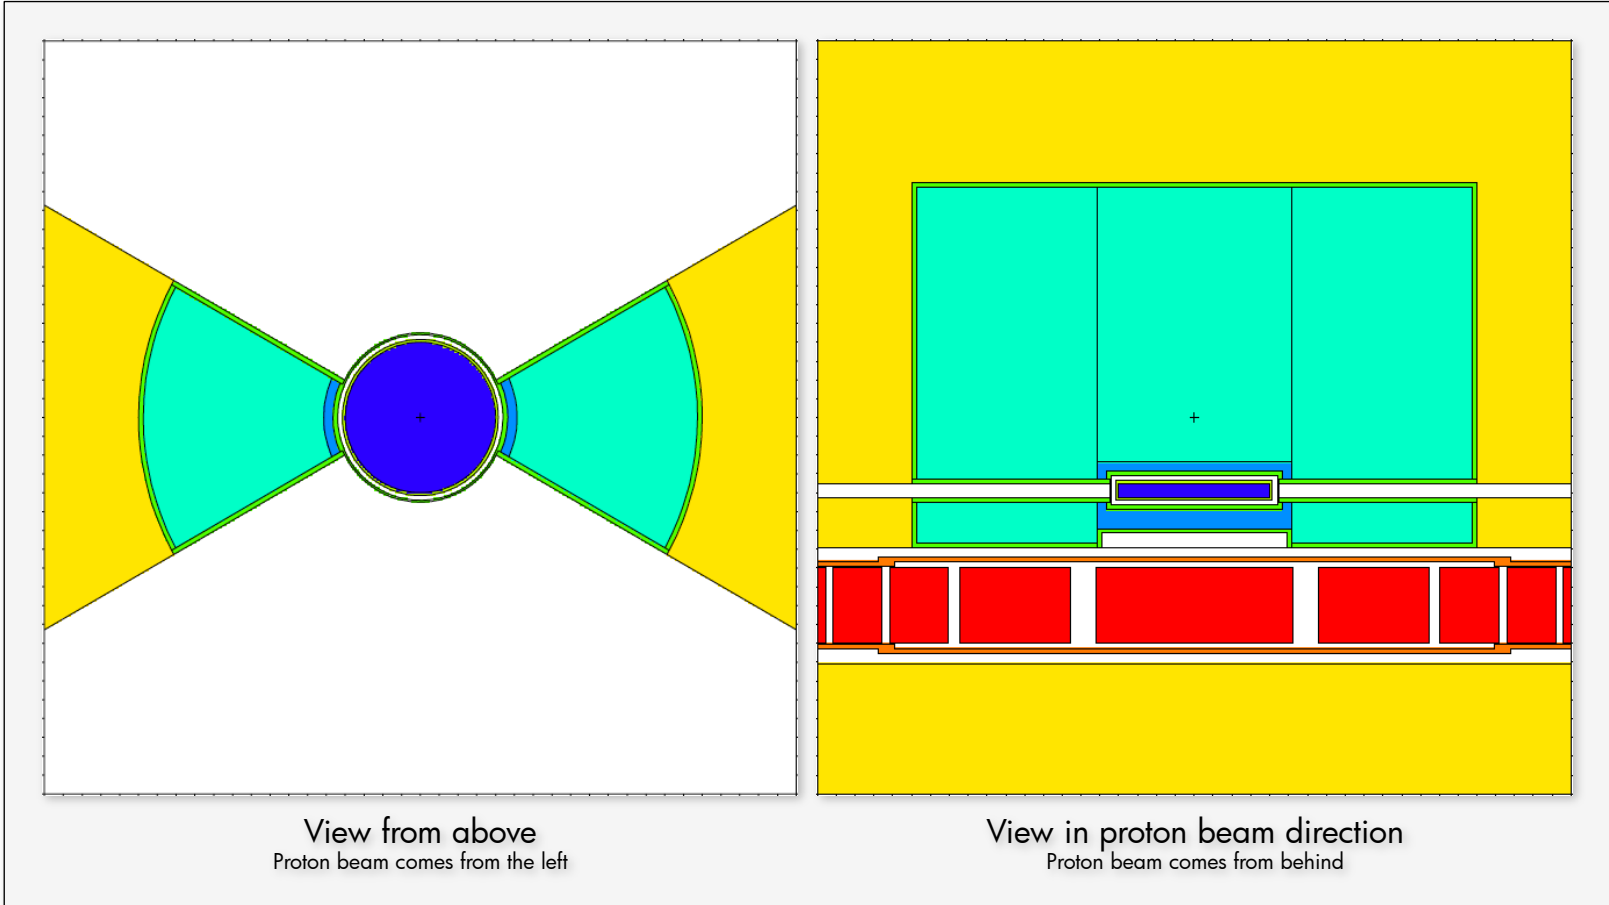 View from above
Proton beam comes from the left
View in proton beam direction
Proton beam comes from behind